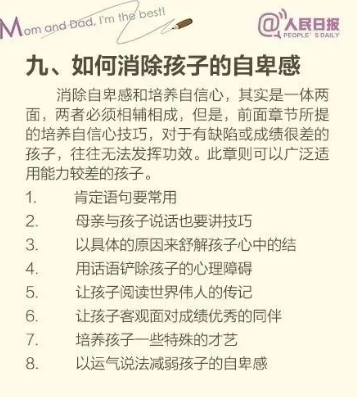 Mom and Dad, I'm the best!
@人民日报
PEOPLE'S DAILY
九、如何消除孩子的自卑感
消除自卑感和培养自信心，其实是一体两
面，两者必须相辅相成，但是，前面章节所提
的培养自信心技巧，对于有缺陷或成绩很差的
孩子，往往无法发挥功效。此章则可以广泛适
用能力较差的孩子。
1. 肯定语句要常用
2. 母亲与孩子说话也要讲技巧
3. 以具体的原因来舒解孩子心中的结
4. 用话语铲除孩子的心理障碍
5. 让孩子阅读世界伟人的传记
6. 让孩子客观面对成绩优秀的同伴
7. 培养孩子一些特殊的才艺
8. 以运气说法减弱孩子的自卑感